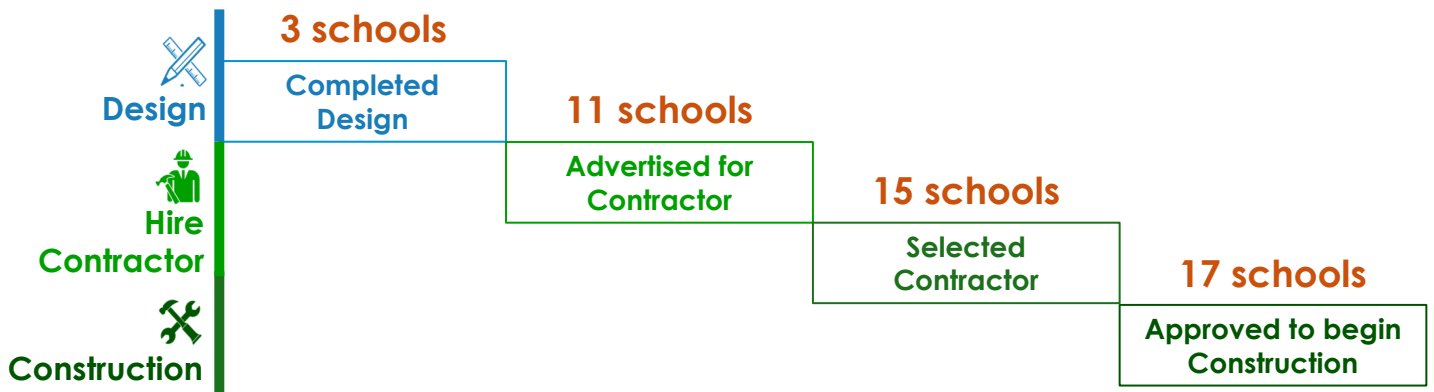 3 schools
Completed
Design
Design
11 schools
Advertised for
Contractor
Hire
Contractor
15 schools
Selected
Contractor
17 schools
Approved to begin
Construction
Construction